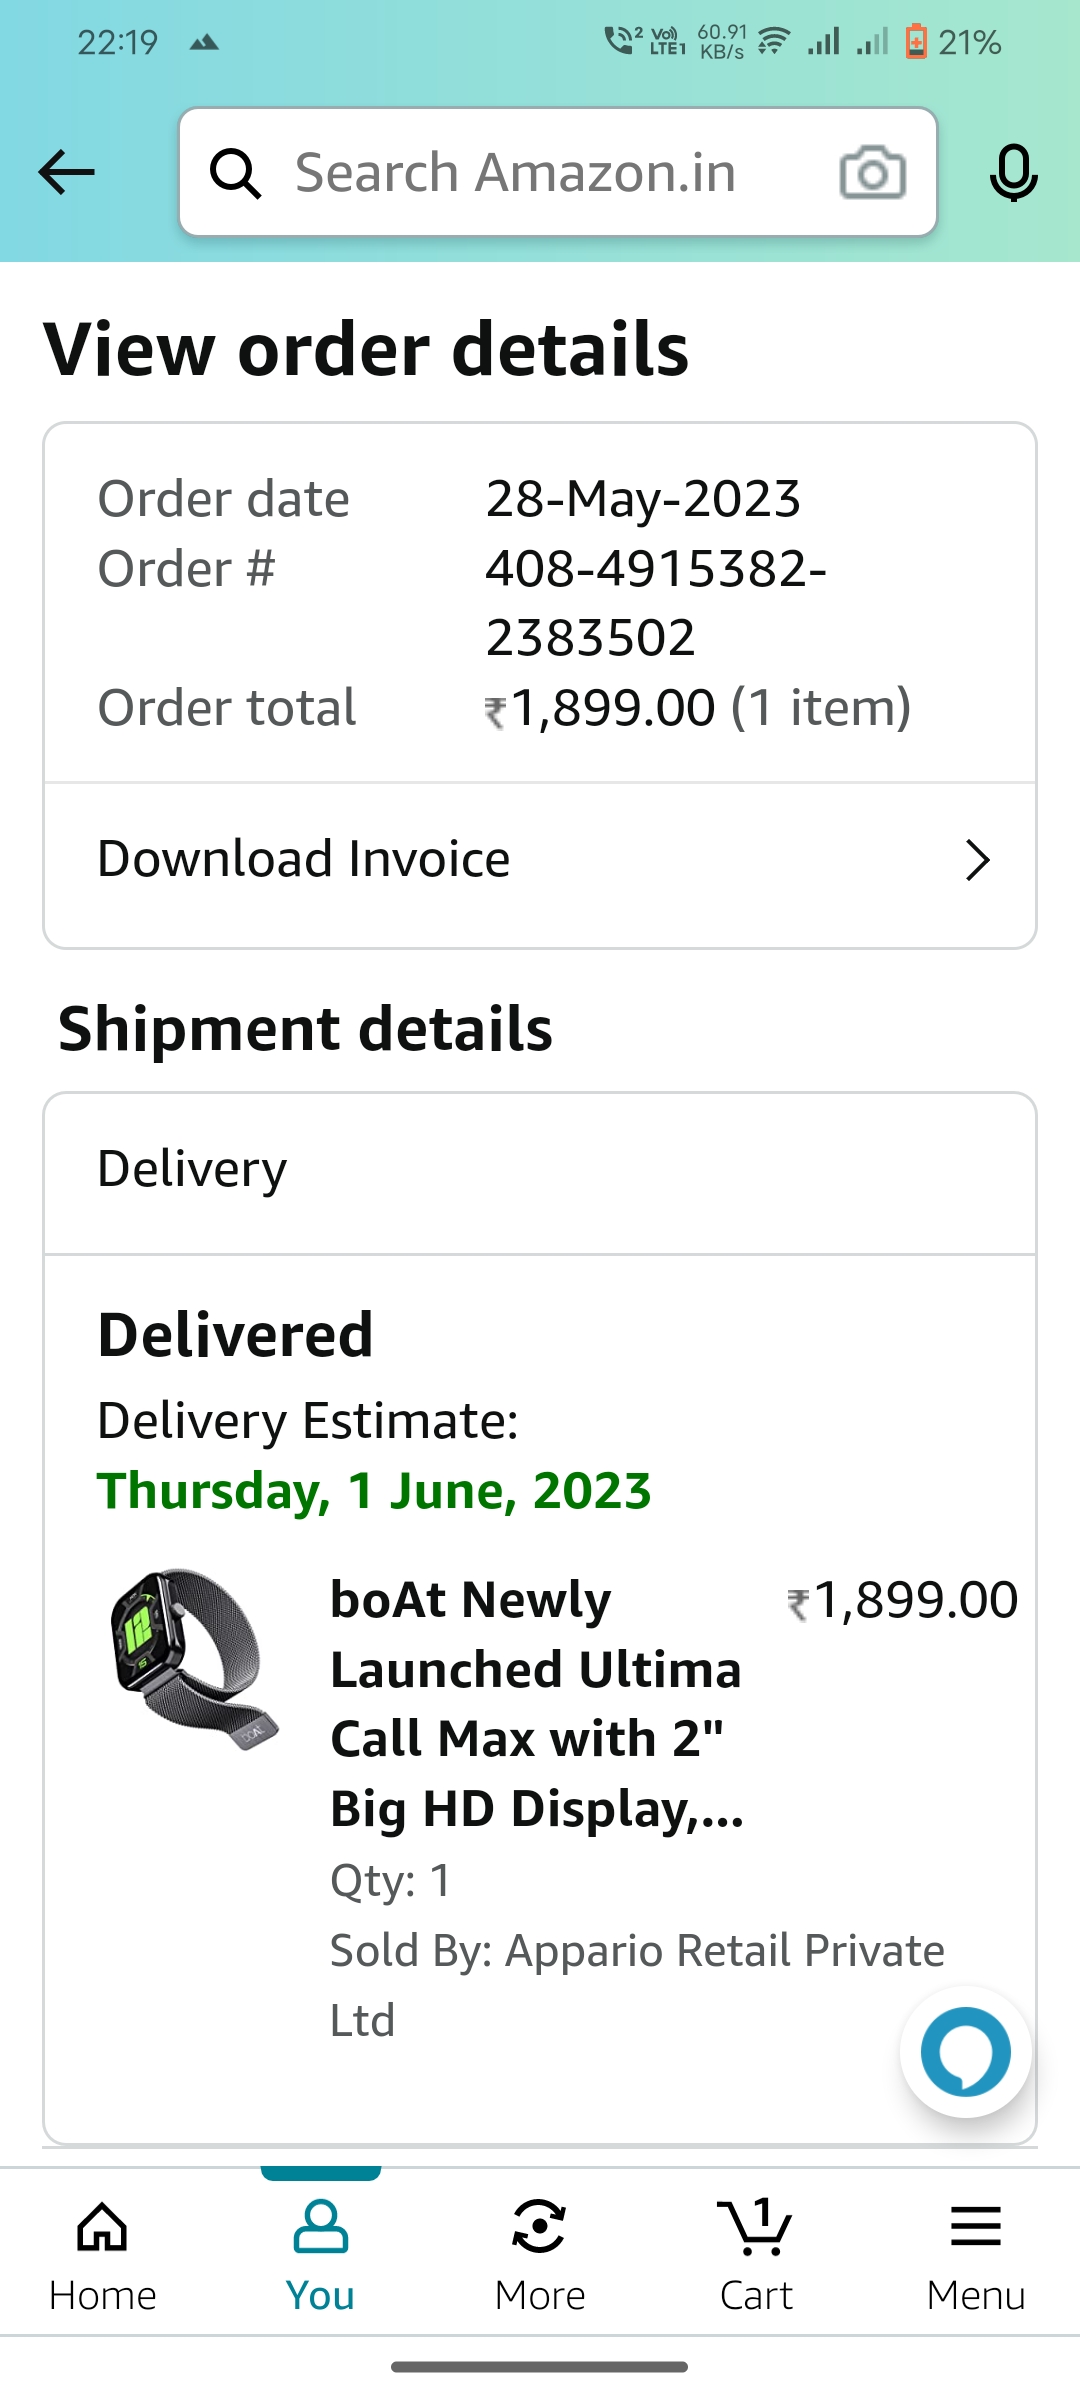 22:19
2 Vo) LTE1 60.91 KB/s 21%
Search Amazon.in
View order details
Order date 28-May-2023
Order # 408-4915382-
2383502
Order total ₹1,899.00 (1 item)
Download Invoice
Shipment details
Delivery
Delivered
Delivery Estimate:
Thursday, 1 June, 2023
boAt Newly ₹1,899.00
Launched Ultima
Call Max with 2"
Big HD Display,...
Qty: 1
Sold By: Appario Retail Private
Ltd
1
Home You More Cart Menu